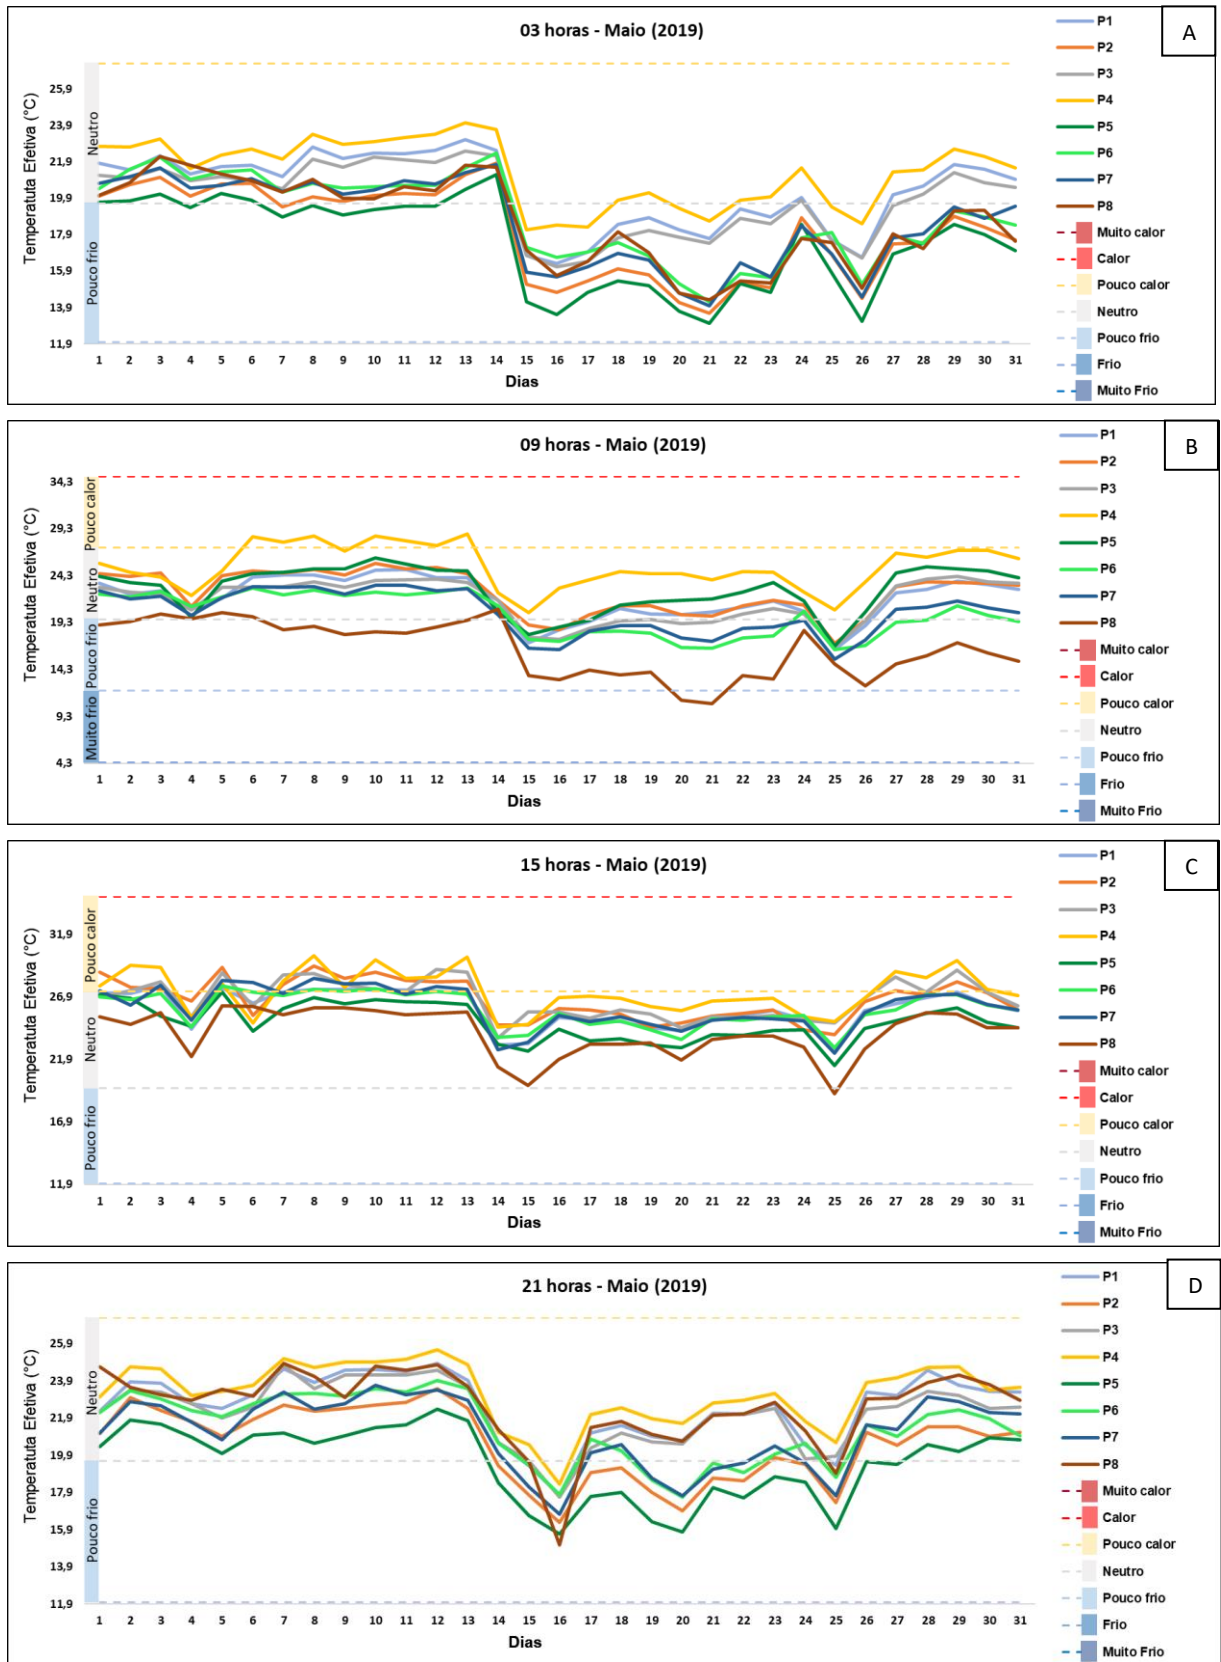 03 horas - Maio (2019)
A
Temperatuta Efetiva (°C)
25,9
23,9
21,9
19,9
17,9
15,9
13,9
11,9
Neutro
Pouco frio
1 2 3 4 5 6 7 8 9 10 11 12 13 14 15 16 17 18 19 20 21 22 23 24 25 26 27 28 29 30 31
Dias
P1
P2
P3
P4
P5
P6
P7
P8
Muito calor
Calor
Pouco calor
Neutro
Pouco frio
Frio
Muito Frio
09 horas - Maio (2019)
B
Temperatuta Efetiva (°C)
34,3
29,3
24,3
19,3
14,3
9,3
4,3
Pouco calor
Neutro
Pouco frio
Muito frio
1 2 3 4 5 6 7 8 9 10 11 12 13 14 15 16 17 18 19 20 21 22 23 24 25 26 27 28 29 30 31
Dias
P1
P2
P3
P4
P5
P6
P7
P8
Muito calor
Calor
Pouco calor
Neutro
Pouco frio
Frio
Muito Frio
15 horas - Maio (2019)
C
Temperatuta Efetiva (°C)
31,9
26,9
21,9
16,9
11,9
Pouco calor
Neutro
Pouco frio
1 2 3 4 5 6 7 8 9 10 11 12 13 14 15 16 17 18 19 20 21 22 23 24 25 26 27 28 29 30 31
Dias
P1
P2
P3
P4
P5
P6
P7
P8
Muito calor
Calor
Pouco calor
Neutro
Pouco frio
Frio
Muito Frio
21 horas - Maio (2019)
D
Temperatuta Efetiva (°C)
25,9
23,9
21,9
19,9
17,9
15,9
13,9
11,9
Neutro
Pouco frio
1 2 3 4 5 6 7 8 9 10 11 12 13 14 15 16 17 18 19 20 21 22 23 24 25 26 27 28 29 30 31
Dias
P1
P2
P3
P4
P5
P6
P7
P8
Muito calor
Calor
Pouco calor
Neutro
Pouco frio
Frio
Muito Frio